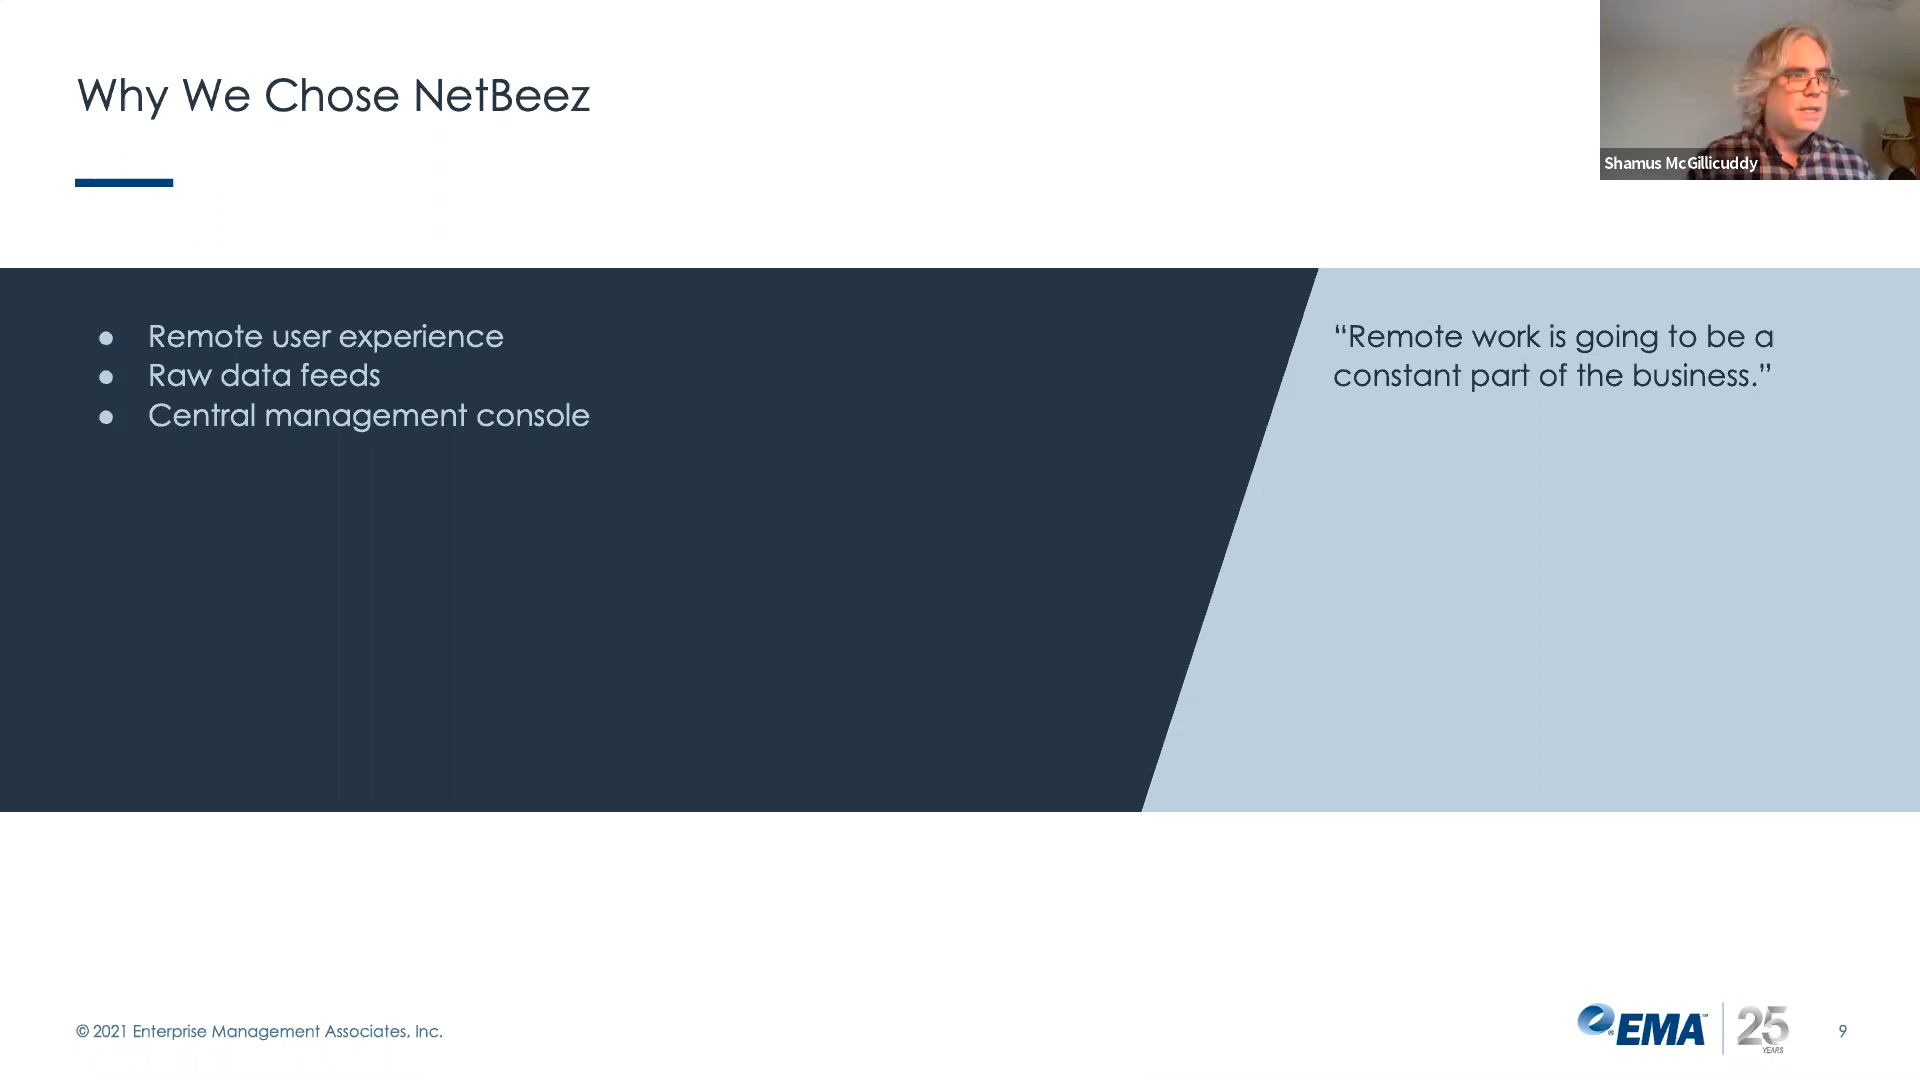 Why We Chose NetBeez
Shamus McGillicuddy
● Remote user experience
● Raw data feeds
● Central management console
“Remote work is going to be a
constant part of the business.”
© 2021 Enterprise Management Associates, Inc.
EMA™ 25
YEARS
9